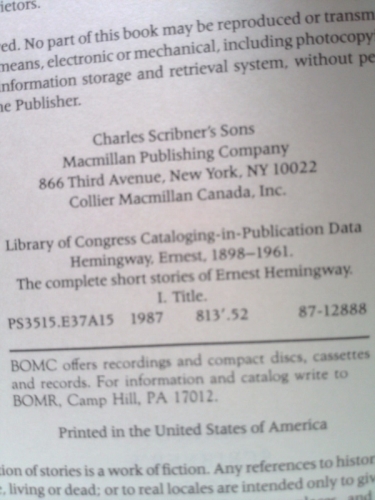 ietors.
ed. No part of this book may be reproduced or transm
means, electronic or mechanical, including photocopy
nformation storage and retrieval system, without pe
he Publisher.
Charles Scribner's Sons
Macmillan Publishing Company
866 Third Avenue, New York, NY 10022
Collier Macmillan Canada, Inc.
Library of Congress Cataloging-in-Publication Data
Hemingway. Ernest, 1898–1961.
The complete short stories of Ernest Hemingway.
I. Title.
PS3515.E37A15 1987 813'.52 87-12888
BOMC offers recordings and compact discs, cassettes
and records. For information and catalog write to
BOMR, Camp Hill, PA 17012.
Printed in the United States of America
tion of stories is a work of fiction. Any references to histor
, living or dead; or to real locales are intended only to giv